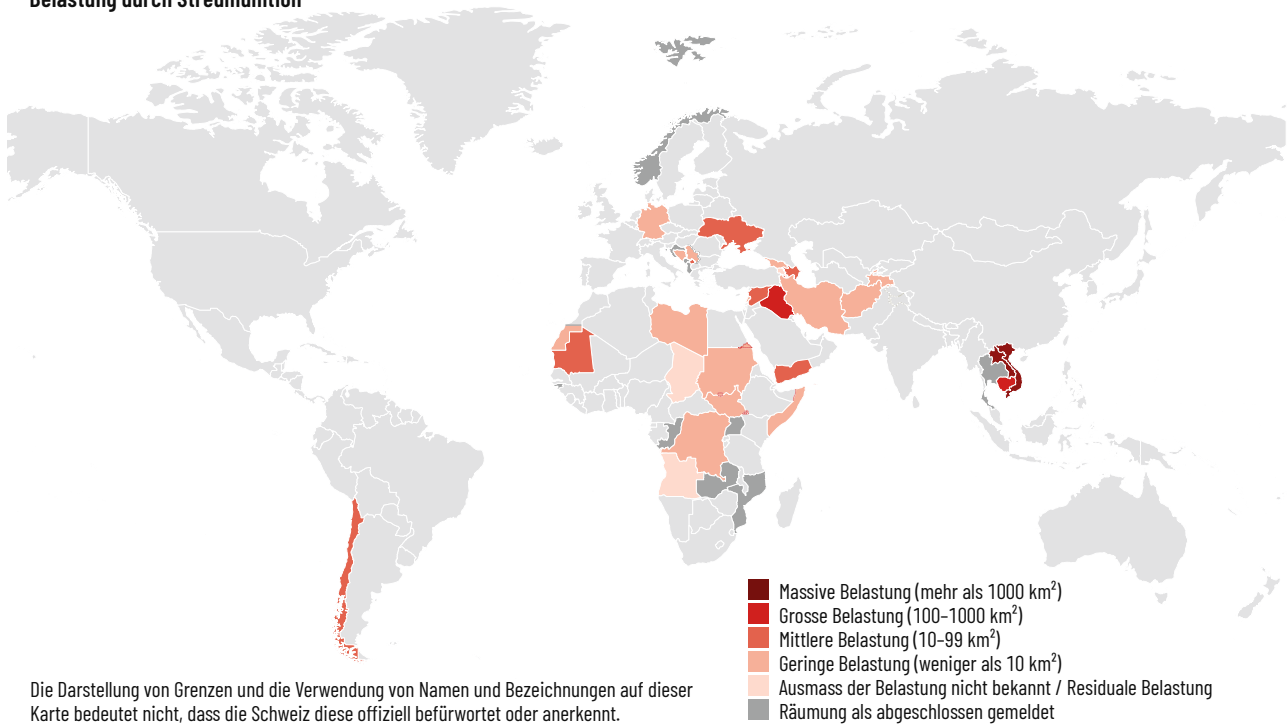 Belastung durch Streumunition
Massive Belastung (mehr als 1000 km²)
Grosse Belastung (100–1000 km²)
Mittlere Belastung (10–99 km²)
Geringe Belastung (weniger als 10 km²)
Ausmass der Belastung nicht bekannt / Residuale Belastung
Räumung als abgeschlossen gemeldet
Die Darstellung von Grenzen und die Verwendung von Namen und Bezeichnungen auf dieser
Karte bedeutet nicht, dass die Schweiz diese offiziell befürwortet oder anerkennt.